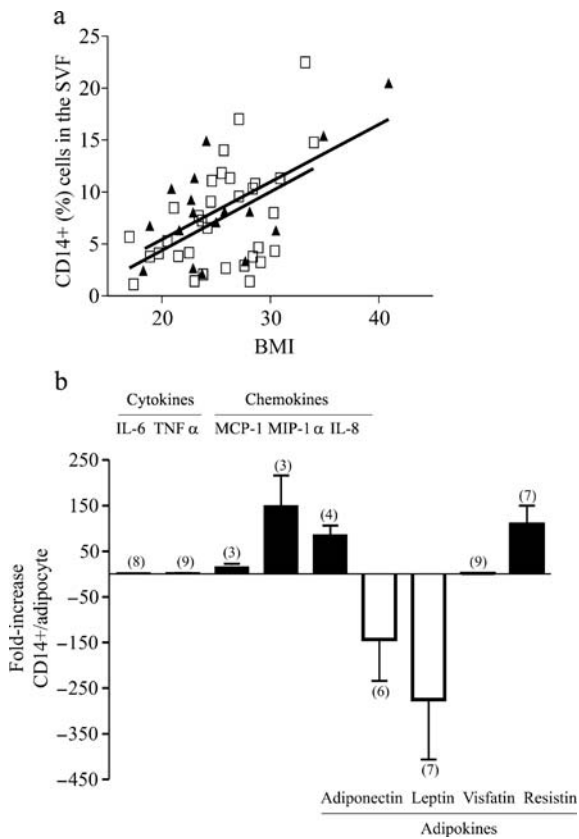 a
CD14+ (%) cells in the SVF
25
20
15
10
5
0
20 30 40
BMI
b
Cytokines Chemokines
IL-6 TNF α MCP-1 MIP-1 α IL-8
Fold-increase
CD14+/adipocyte
250
150
50
−50
−150
−250
−350
−450
(8) (9) (3) (3) (4) (6) (7) (9) (7)
Adiponectin Leptin Visfatin Resistin
Adipokines